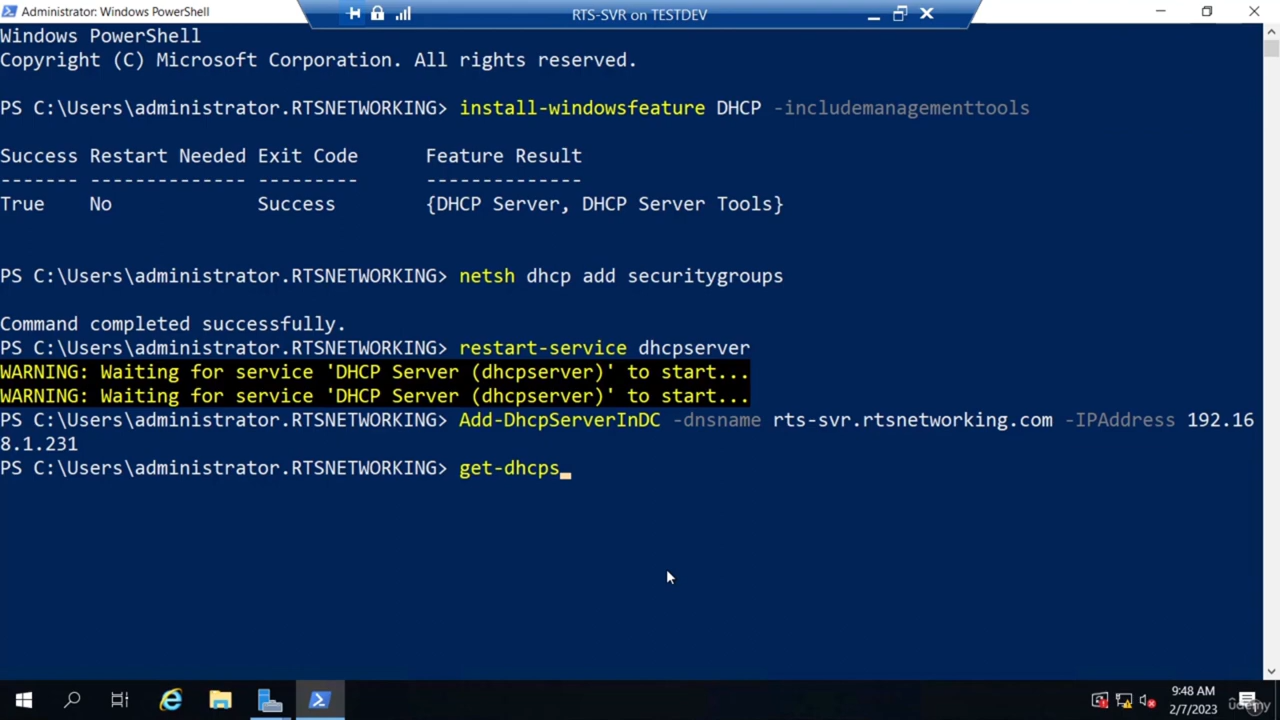 Administrator: Windows PowerShell
RTS-SVR on TESTDEV
Windows PowerShell
Copyright (C) Microsoft Corporation. All rights reserved.
PS C:\Users\administrator.RTSNETWORKING> install-windowsfeature DHCP -includemanagementtools
Success Restart Needed Exit Code      Feature Result
------- -------------- ---------      --------------
True    No             Success        {DHCP Server, DHCP Server Tools}
PS C:\Users\administrator.RTSNETWORKING> netsh dhcp add securitygroups
Command completed successfully.
PS C:\Users\administrator.RTSNETWORKING> restart-service dhcpserver
WARNING: Waiting for service 'DHCP Server (dhcpserver)' to start...
WARNING: Waiting for service 'DHCP Server (dhcpserver)' to start...
PS C:\Users\administrator.RTSNETWORKING> Add-DhcpServerInDC -dnsname rts-svr.rtsnetworking.com -IPAddress 192.16
8.1.231
PS C:\Users\administrator.RTSNETWORKING> get-dhcps_
9:48 AM
2/7/2023
udemy